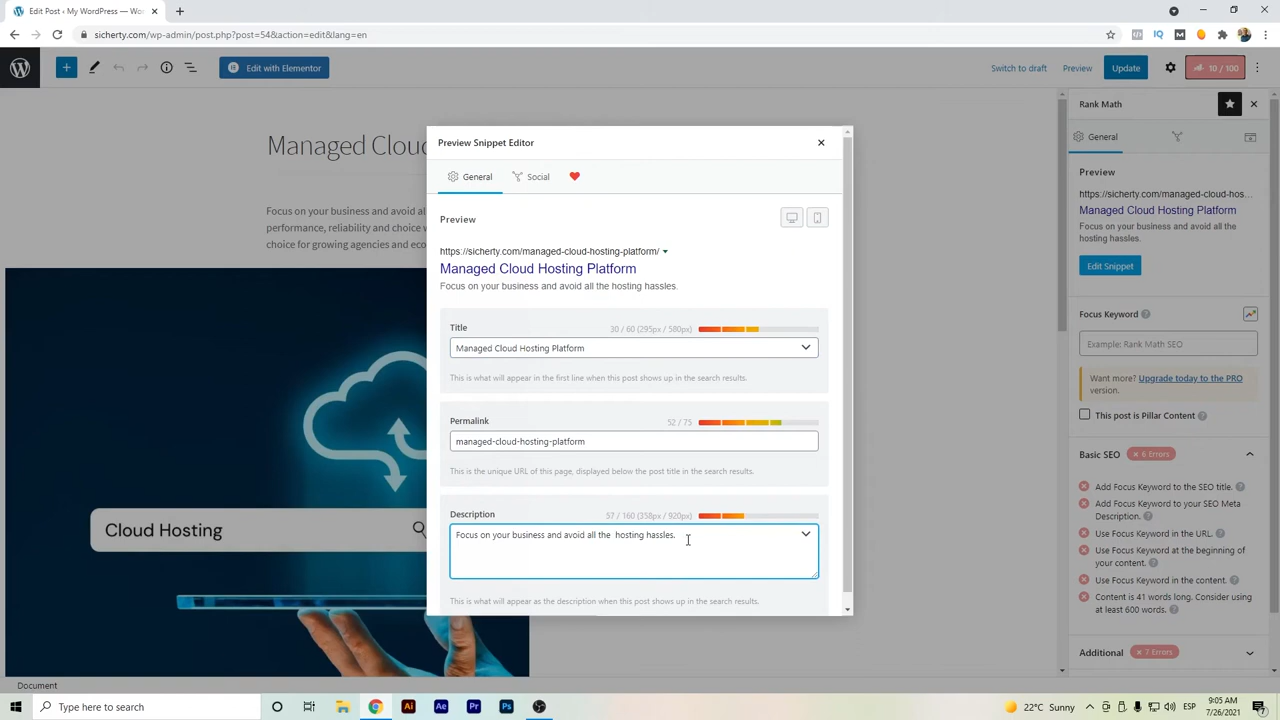 Edit Post ‹ My WordPress — Wor
sicherty.com/wp-admin/post.php?post=54&action=edit&lang=en
Edit with Elementor
Switch to draft
Preview
Update
10 / 100
Rank Math
General
Preview
https://sicherty.com/managed-cloud-hos...
Managed Cloud Hosting Platform
Focus on your business and avoid all the
hosting hassles.
Edit Snippet
Focus Keyword
Example: Rank Math SEO
Want more? Upgrade today to the PRO
version.
This post is Pillar Content
Basic SEO
× 6 Errors
Add Focus Keyword to the SEO title.
Add Focus Keyword to your SEO Meta
Description.
Use Focus Keyword in the URL.
Use Focus Keyword at the beginning of
your content.
Use Focus Keyword in the content.
Content is 41 words long. Consider using
at least 600 words.
Additional
× 7 Errors
Managed Clou
Focus on your business and avoid al
performance, reliability and choice
choice for growing agencies and eco
Cloud Hosting
Preview Snippet Editor
General
Social
Preview
https://sicherty.com/managed-cloud-hosting-platform/
Managed Cloud Hosting Platform
Focus on your business and avoid all the hosting hassles.
Title
30 / 60 (295px / 580px)
Managed Cloud Hosting Platform
This is what will appear in the first line when this post shows up in the search results.
Permalink
52 / 75
managed-cloud-hosting-platform
This is the unique URL of this page, displayed below the post title in the search results.
Description
57 / 160 (358px / 920px)
Focus on your business and avoid all the  hosting hassles.
This is what will appear as the description when this post shows up in the search results.
Document
Type here to search
Ai
Ae
Pr
Ps
22°C Sunny
ESP
9:05 AM
7/26/2021